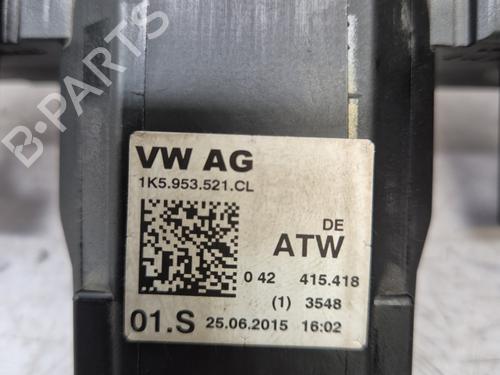 B-PARTS
VW AG
1K5.953.521.CL
DE
ATW
0 42 415.418
(1) 3548
01.S 25.06.2015 16:02